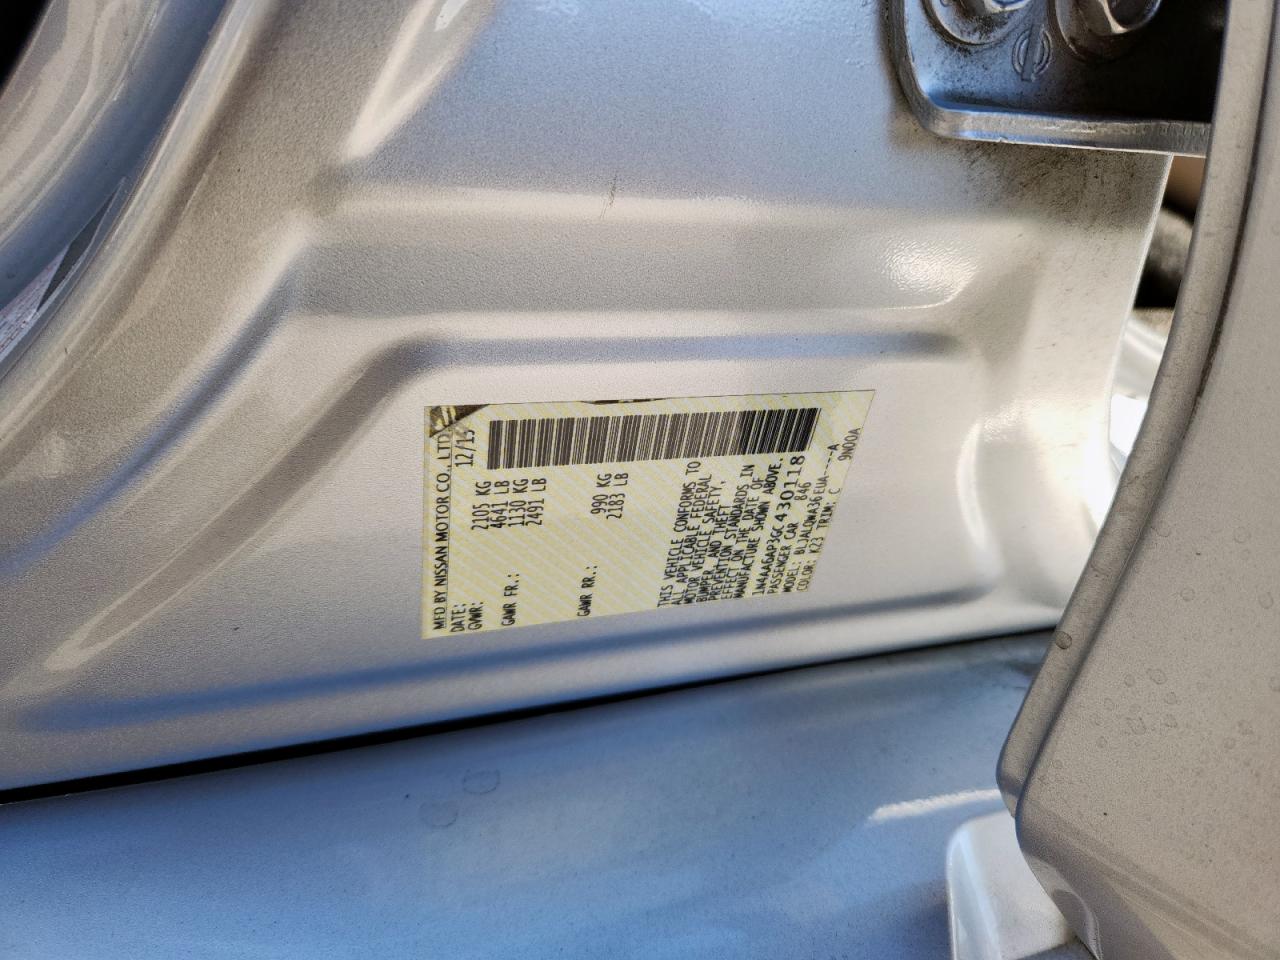 MFD BY NISSAN MOTOR CO., LTD
DATE: 12/15
GVWR: 2105 KG
4641 LB
GAWR FR.: 1130 KG
2491 LB
GAWR RR.: 990 KG
2183 LB
THIS VEHICLE CONFORMS TO
ALL APPLICABLE FEDERAL
MOTOR VEHICLE SAFETY,
BUMPER, AND THEFT
PREVENTION STANDARDS IN
EFFECT ON THE DATE OF
MANUFACTURE SHOWN ABOVE.
1N4AA6AP3GC430118
PASSENGER CAR 846
MODEL: BLJALQWA36EUA----A
COLOR: K23 TRIM: C 9N00A